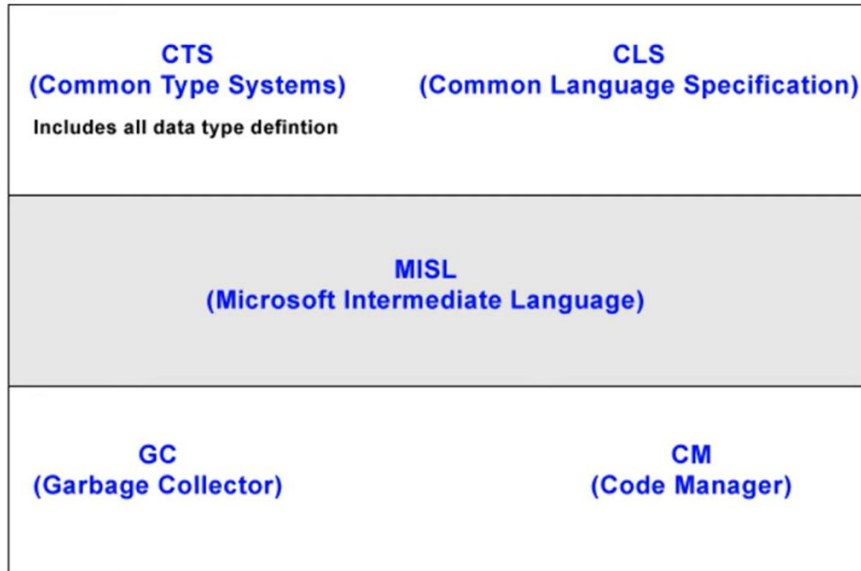 CTS
(Common Type Systems)
Includes all data type defintion
CLS
(Common Language Specification)
MISL
(Microsoft Intermediate Language)
GC
(Garbage Collector)
CM
(Code Manager)